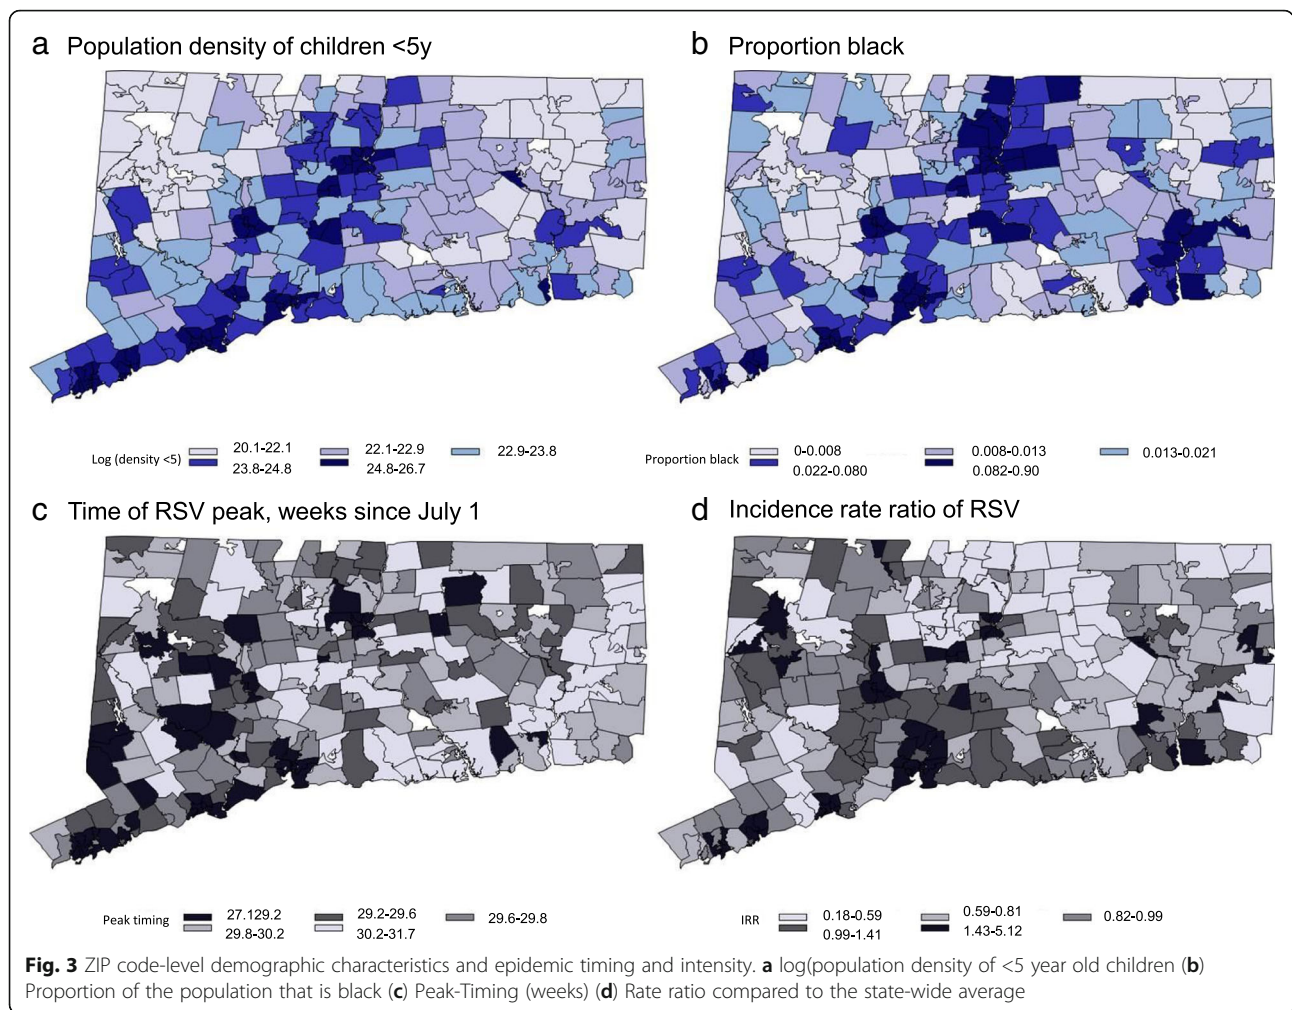 a Population density of children <5y
b Proportion black
Log (density <5) 20.1-22.1 22.1-22.9 22.9-23.8
23.8-24.8 24.8-26.7
Proportion black 0-0.008 0.008-0.013 0.013-0.021
0.022-0.080 0.082-0.90
c Time of RSV peak, weeks since July 1
d Incidence rate ratio of RSV
Peak timing 27.129.2 29.2-29.6 29.6-29.8
29.8-30.2 30.2-31.7
IRR 0.18-0.59 0.59-0.81 0.82-0.99
0.99-1.41 1.43-5.12
Fig. 3 ZIP code-level demographic characteristics and epidemic timing and intensity. a log(population density of <5 year old children (b)
Proportion of the population that is black (c) Peak-Timing (weeks) (d) Rate ratio compared to the state-wide average